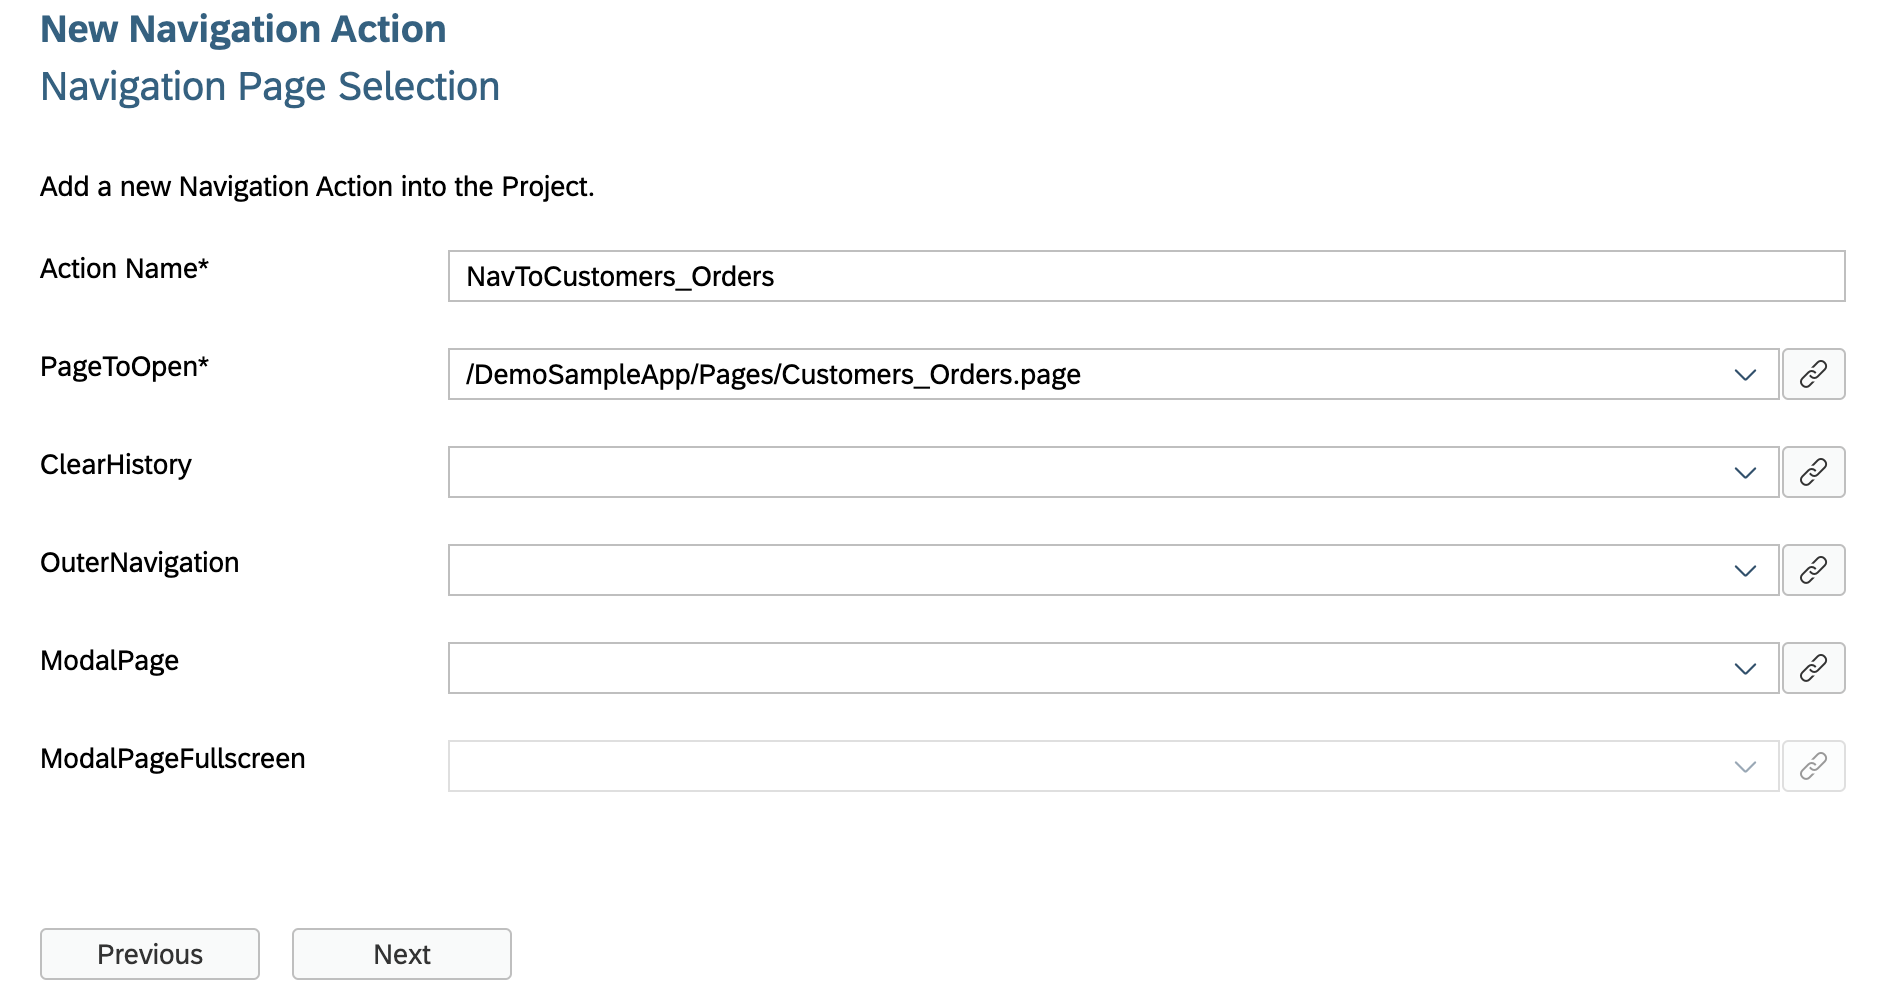 New Navigation Action
Navigation Page Selection
Add a new Navigation Action into the Project.
Action Name*
NavToCustomers_Orders
PageToOpen*
/DemoSampleApp/Pages/Customers_Orders.page
ClearHistory
OuterNavigation
ModalPage
ModalPageFullscreen
Previous
Next